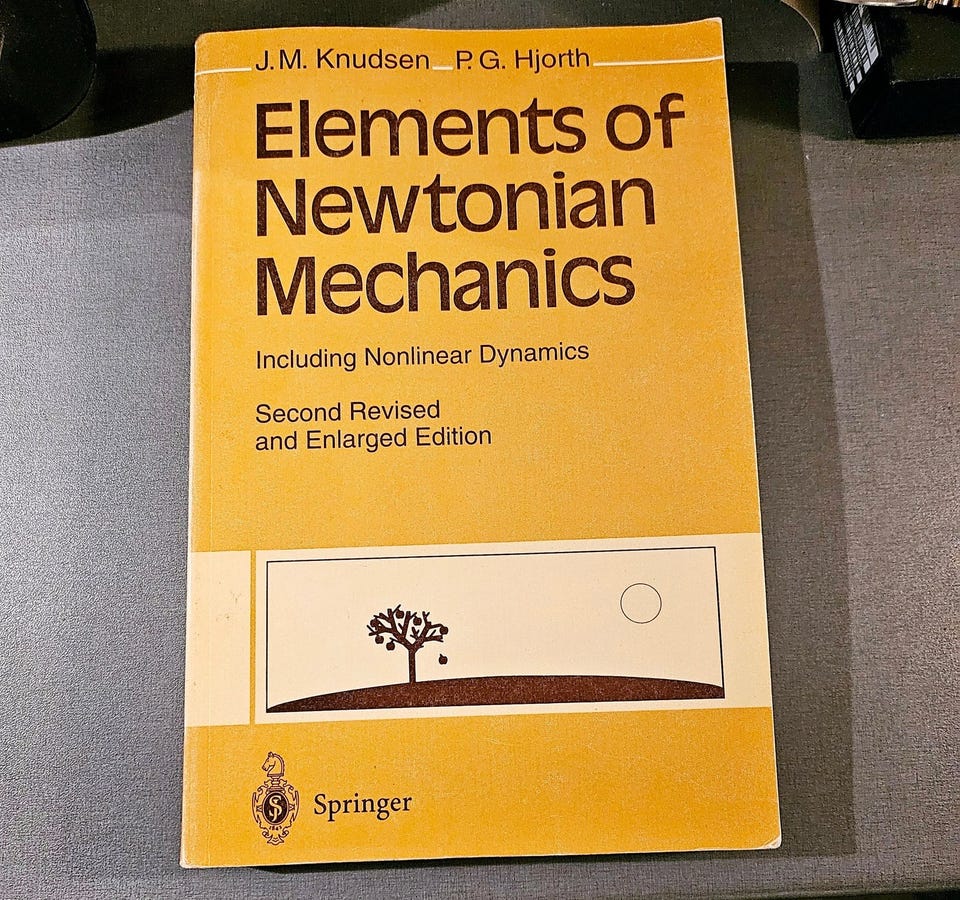 J.M. Knudsen P.G. Hjorth
Elements of
Newtonian
Mechanics
Including Nonlinear Dynamics
Second Revised
and Enlarged Edition
Springer